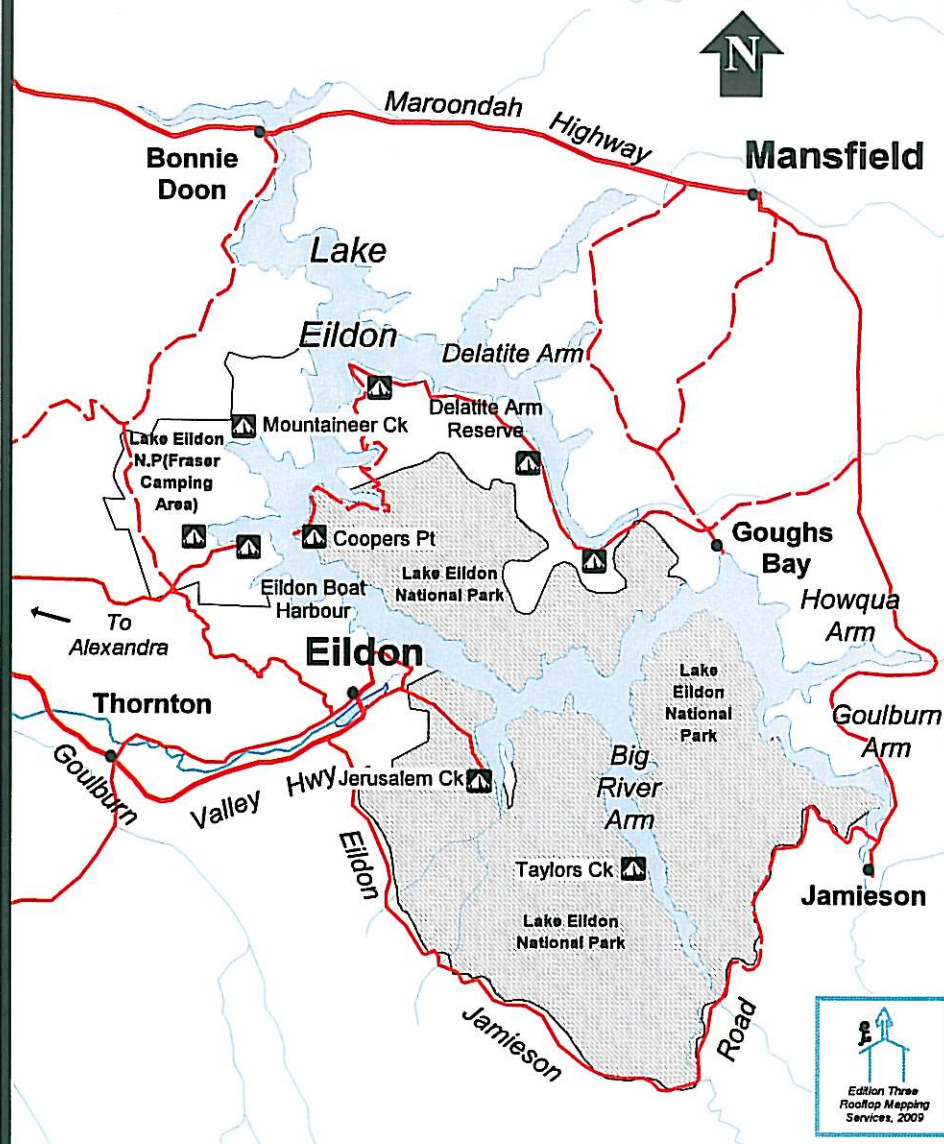 N
Maroondah
Highway
Mansfield
Bonnie
Doon
Lake
Eildon
Delatite Arm
Delatite Arm
Reserve
Mountaineer Ck
Lake Eildon
N.P(Fraser
Camping
Area)
Coopers Pt
Goughs
Bay
Lake Eildon
National Park
Eildon Boat
Harbour
Howqua
Arm
To
Alexandra
Eildon
Lake
Eildon
National
Park
Thornton
Goulburn
Arm
Goulburn
Valley
Hwy
Jerusalem Ck
Big
River
Arm
Eildon
Taylors Ck
Jamieson
Lake Eildon
National Park
Jamieson
Road
Edition Three
Rooftop Mapping
Services, 2009